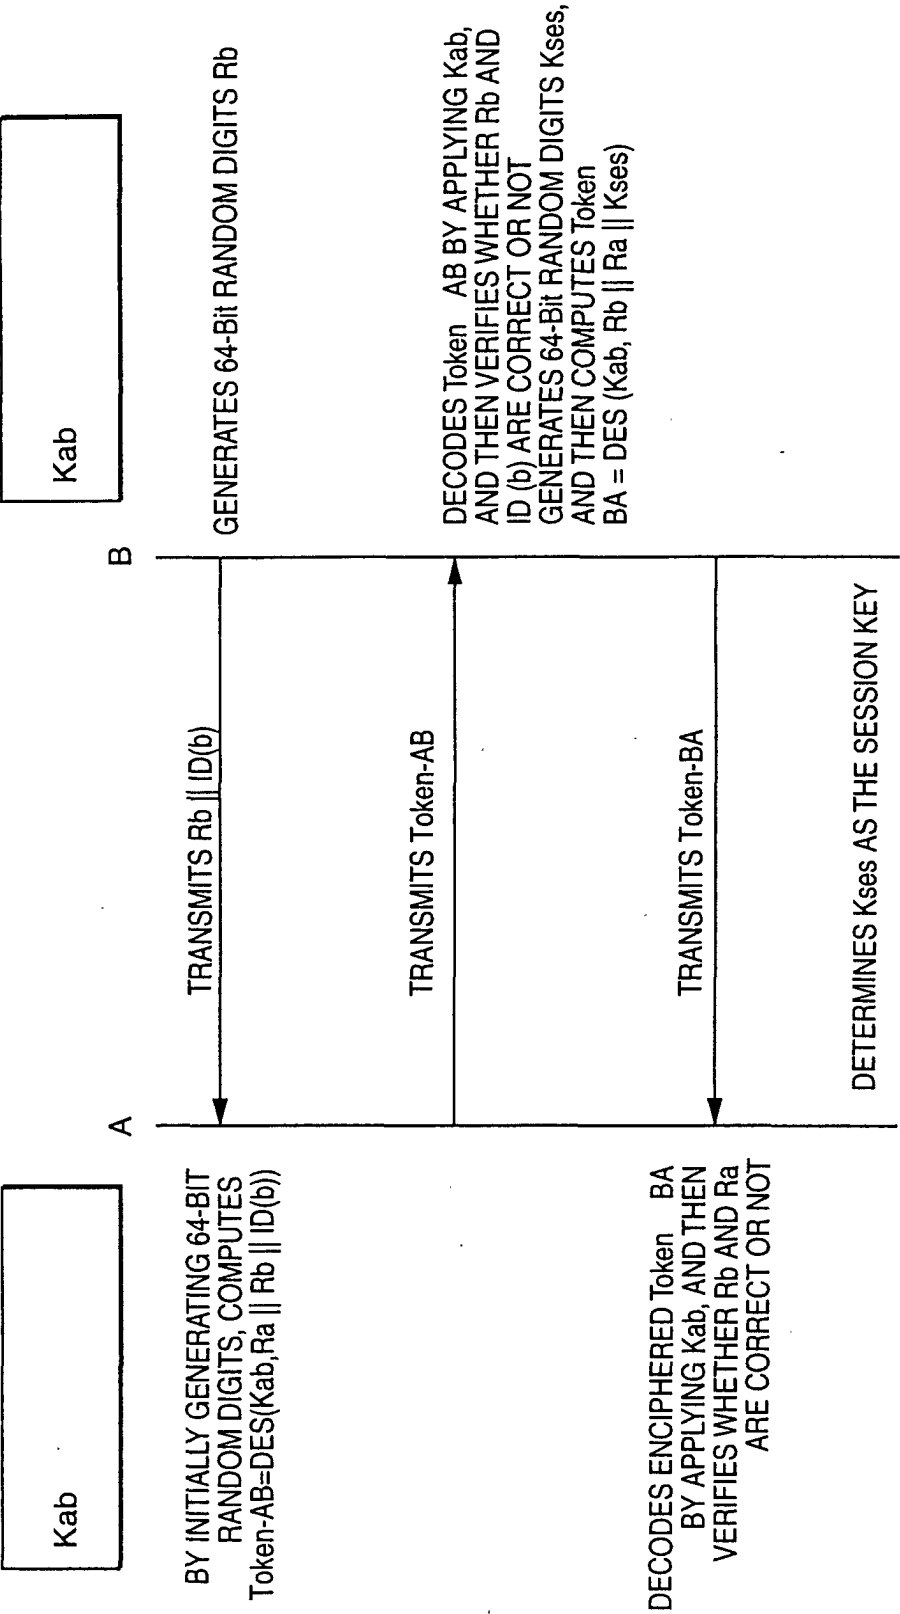 Kab
Kab
A
B
GENERATES 64-Bit RANDOM DIGITS Rb
TRANSMITS Rb || ID(b)
BY INITIALLY GENERATING 64-BIT
RANDOM DIGITS, COMPUTES
Token-AB=DES(Kab,Ra || Rb || ID(b))
TRANSMITS Token-AB
DECODES Token AB BY APPLYING Kab,
AND THEN VERIFIES WHETHER Rb AND
ID (b) ARE CORRECT OR NOT
GENERATES 64-Bit RANDOM DIGITS Kses,
AND THEN COMPUTES Token
BA = DES (Kab, Rb || Ra || Kses)
TRANSMITS Token-BA
DECODES ENCIPHERED Token BA
BY APPLYING Kab, AND THEN
VERIFIES WHETHER Rb AND Ra
ARE CORRECT OR NOT
DETERMINES Kses AS THE SESSION KEY